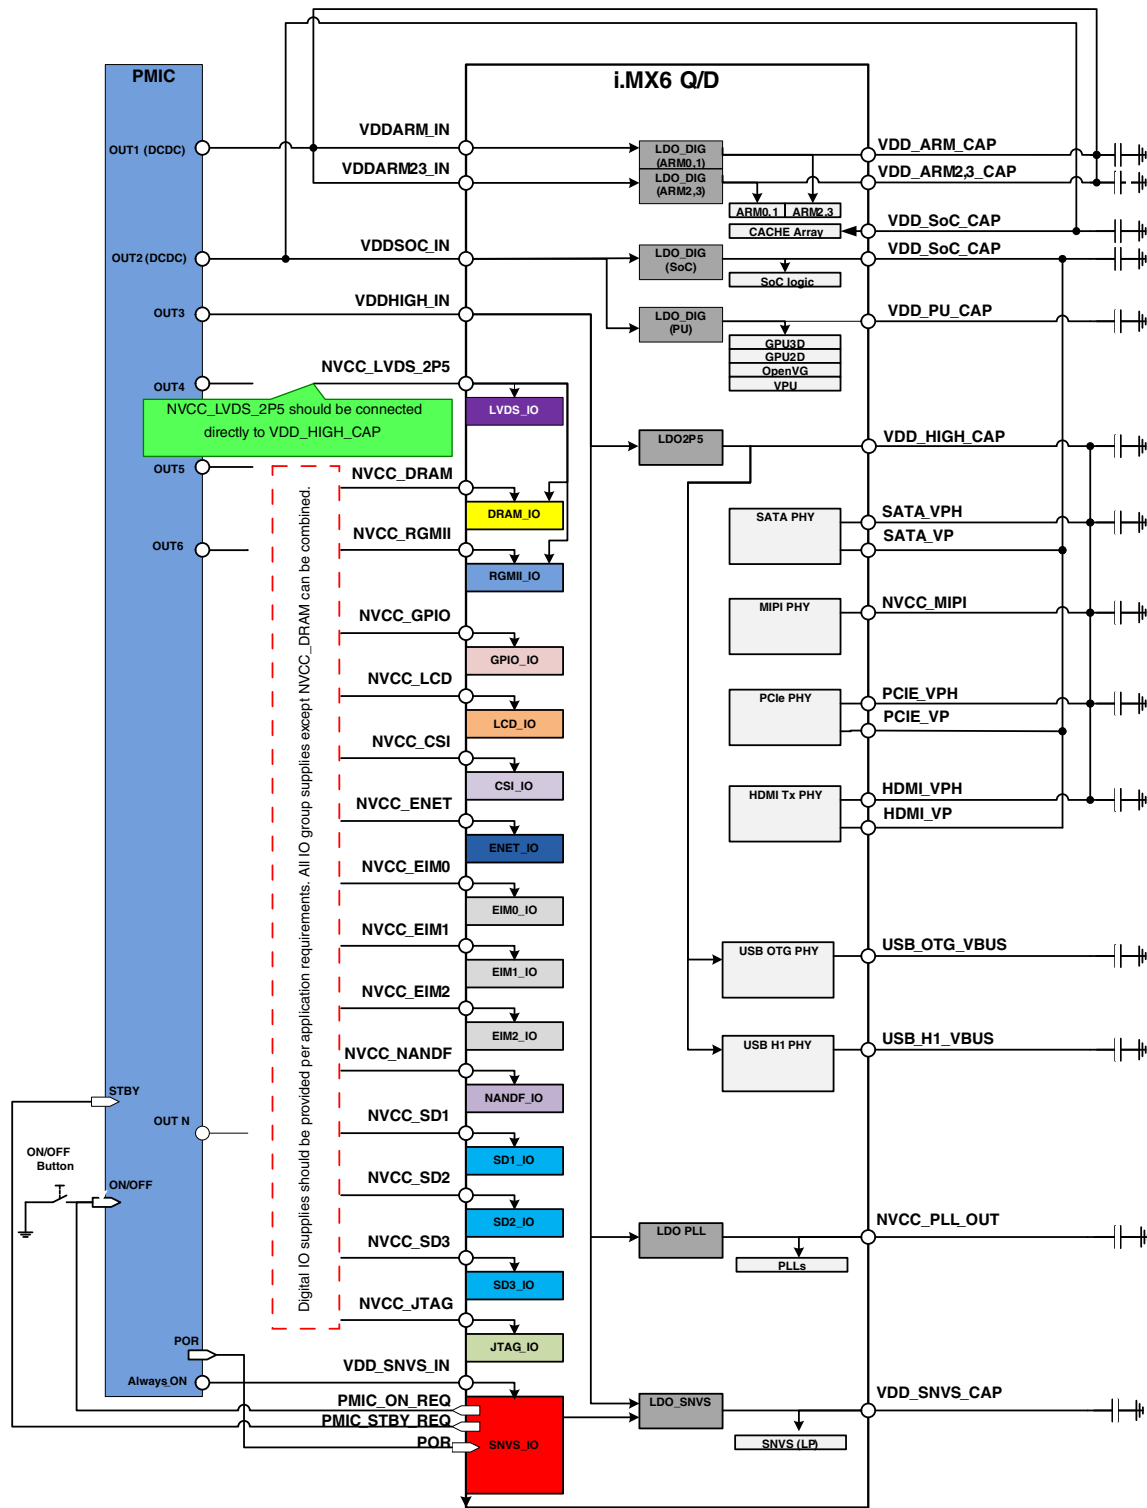 PMIC
i.MX6 Q/D
OUT1 (DCDC)
OUT2 (DCDC)
OUT3
OUT4
OUT5
OUT6
STBY
OUT N
ON/OFF
Button
ON/OFF
POR
Always_ON
VDDARM_IN
VDDARM23_IN
VDDSOC_IN
VDDHIGH_IN
NVCC_LVDS_2P5
NVCC_LVDS_2P5 should be connected
directly to VDD_HIGH_CAP
Digital IO supplies should be provided per application requirements. All IO group supplies except NVCC_DRAM can be combined.
NVCC_DRAM
NVCC_RGMII
NVCC_GPIO
NVCC_LCD
NVCC_CSI
NVCC_ENET
NVCC_EIM0
NVCC_EIM1
NVCC_EIM2
NVCC_NANDF
NVCC_SD1
NVCC_SD2
NVCC_SD3
NVCC_JTAG
VDD_SNVS_IN
PMIC_ON_REQ
PMIC_STBY_REQ
POR
LVDS_IO
DRAM_IO
RGMII_IO
GPIO_IO
LCD_IO
CSI_IO
ENET_IO
EIM0_IO
EIM1_IO
EIM2_IO
NANDF_IO
SD1_IO
SD2_IO
SD3_IO
JTAG_IO
SNVS_IO
LDO_DIG
(ARM0,1)
LDO_DIG
(ARM2,3)
ARM0,1
ARM2,3
CACHE Array
LDO_DIG
(SoC)
SoC logic
LDO_DIG
(PU)
GPU3D
GPU2D
OpenVG
VPU
LDO2P5
SATA PHY
MIPI PHY
PCIe PHY
HDMI Tx PHY
USB OTG PHY
USB H1 PHY
LDO PLL
PLLs
LDO_SNVS
SNVS (LP)
VDD_ARM_CAP
VDD_ARM2,3_CAP
VDD_SoC_CAP
VDD_SoC_CAP
VDD_PU_CAP
VDD_HIGH_CAP
SATA_VPH
SATA_VP
NVCC_MIPI
PCIE_VPH
PCIE_VP
HDMI_VPH
HDMI_VP
USB_OTG_VBUS
USB_H1_VBUS
NVCC_PLL_OUT
VDD_SNVS_CAP